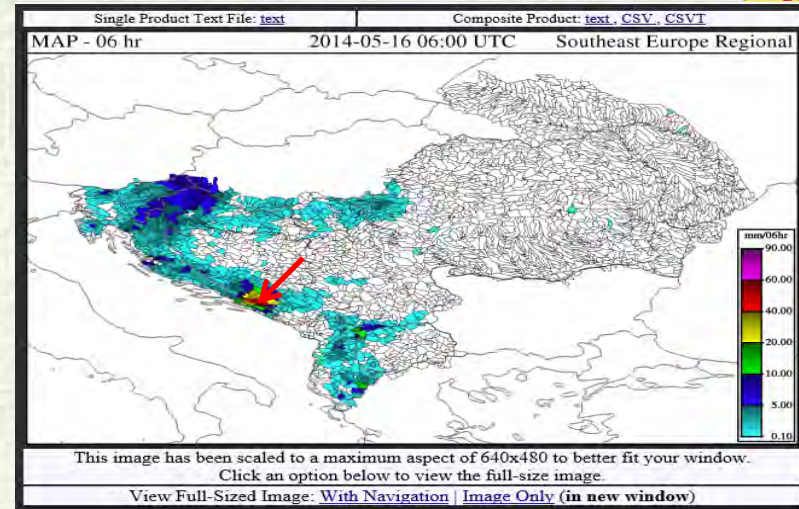 Single Product Text File: text
Composite Product: text , CSV , CSVT
MAP - 06 hr 2014-05-16 06:00 UTC Southeast Europe Regional
mm/06hr
90.00
60.00
40.00
20.00
10.00
5.00
0.10
This image has been scaled to a maximum aspect of 640x480 to better fit your window.
Click an option below to view the full-size image.
View Full-Sized Image: With Navigation | Image Only (in new window)